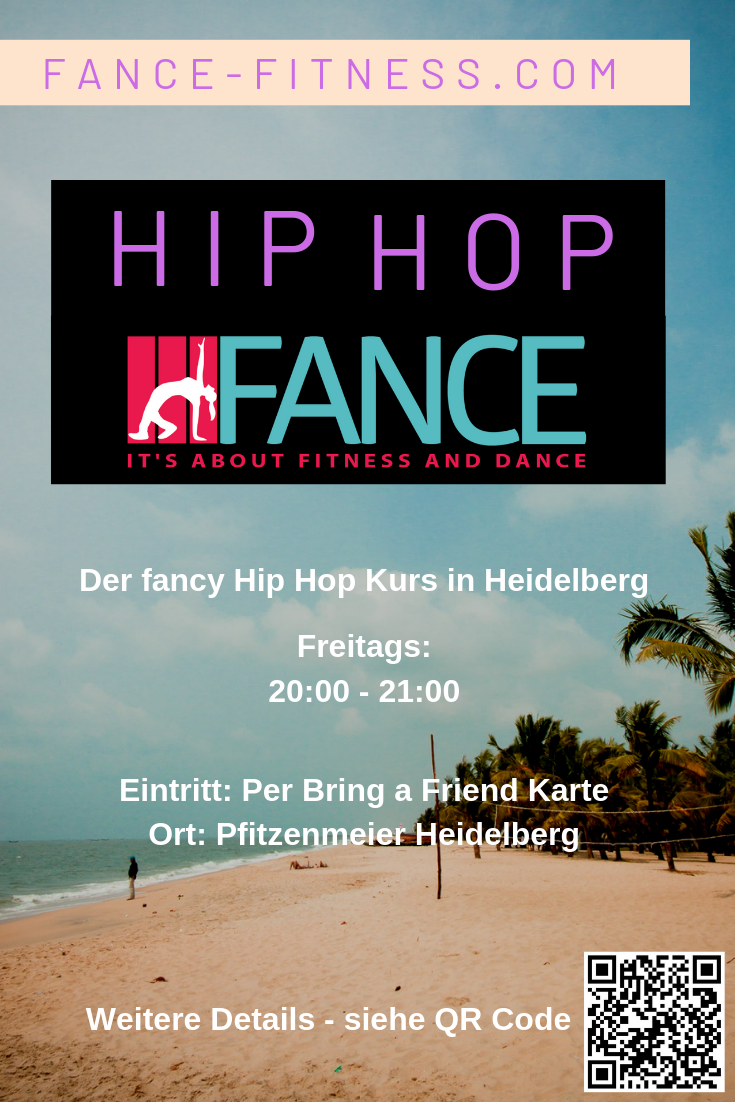 FANCE-FITNESS.COM
HIP HOP
FANCE
IT'S ABOUT FITNESS AND DANCE
Der fancy Hip Hop Kurs in Heidelberg
Freitags:
20:00 - 21:00
Eintritt: Per Bring a Friend Karte
Ort: Pfitzenmeier Heidelberg
Weitere Details - siehe QR Code